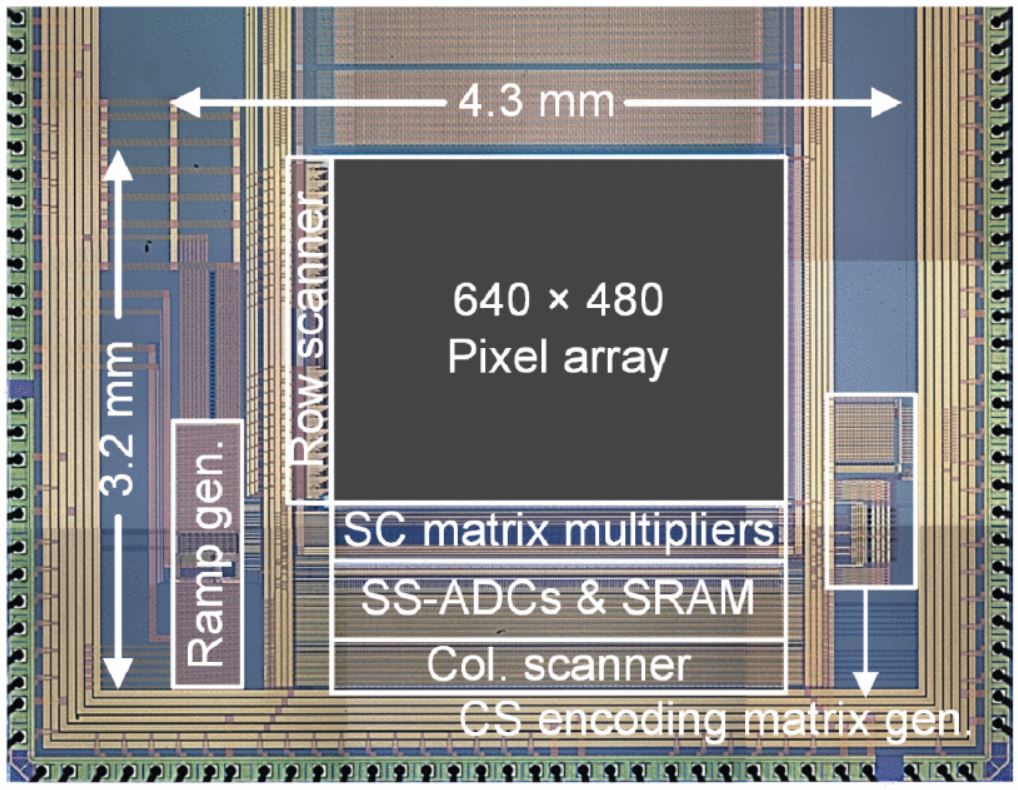 4.3 mm
3.2 mm
Row scanner
640 × 480
Pixel array
Ramp gen.
SC matrix multipliers
SS-ADCs & SRAM
Col. scanner
CS encoding matrix gen.